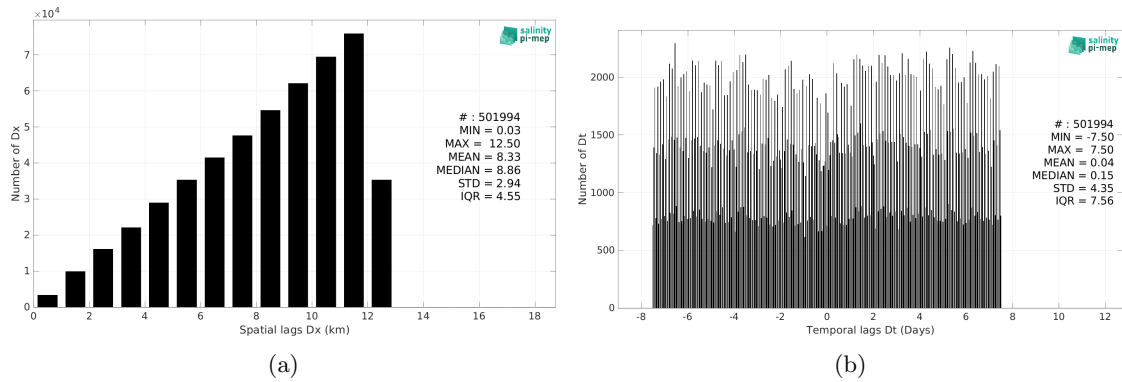 ×10⁴
salinity
pi-mep
8
7
6
5
4
3
2
1
0
Number of Dx
# : 501994
MIN = 0.03
MAX = 12.50
MEAN = 8.33
MEDIAN = 8.86
STD = 2.94
IQR = 4.55
0 2 4 6 8 10 12 14 16 18
Spatial lags Dx (km)
(a)
salinity
pi-mep
2000
1500
1000
500
0
Number of Dt
# : 501994
MIN = -7.50
MAX = 7.50
MEAN = 0.04
MEDIAN = 0.15
STD = 4.35
IQR = 7.56
-8 -6 -4 -2 0 2 4 6 8 10 12
Temporal lags Dt (Days)
(b)